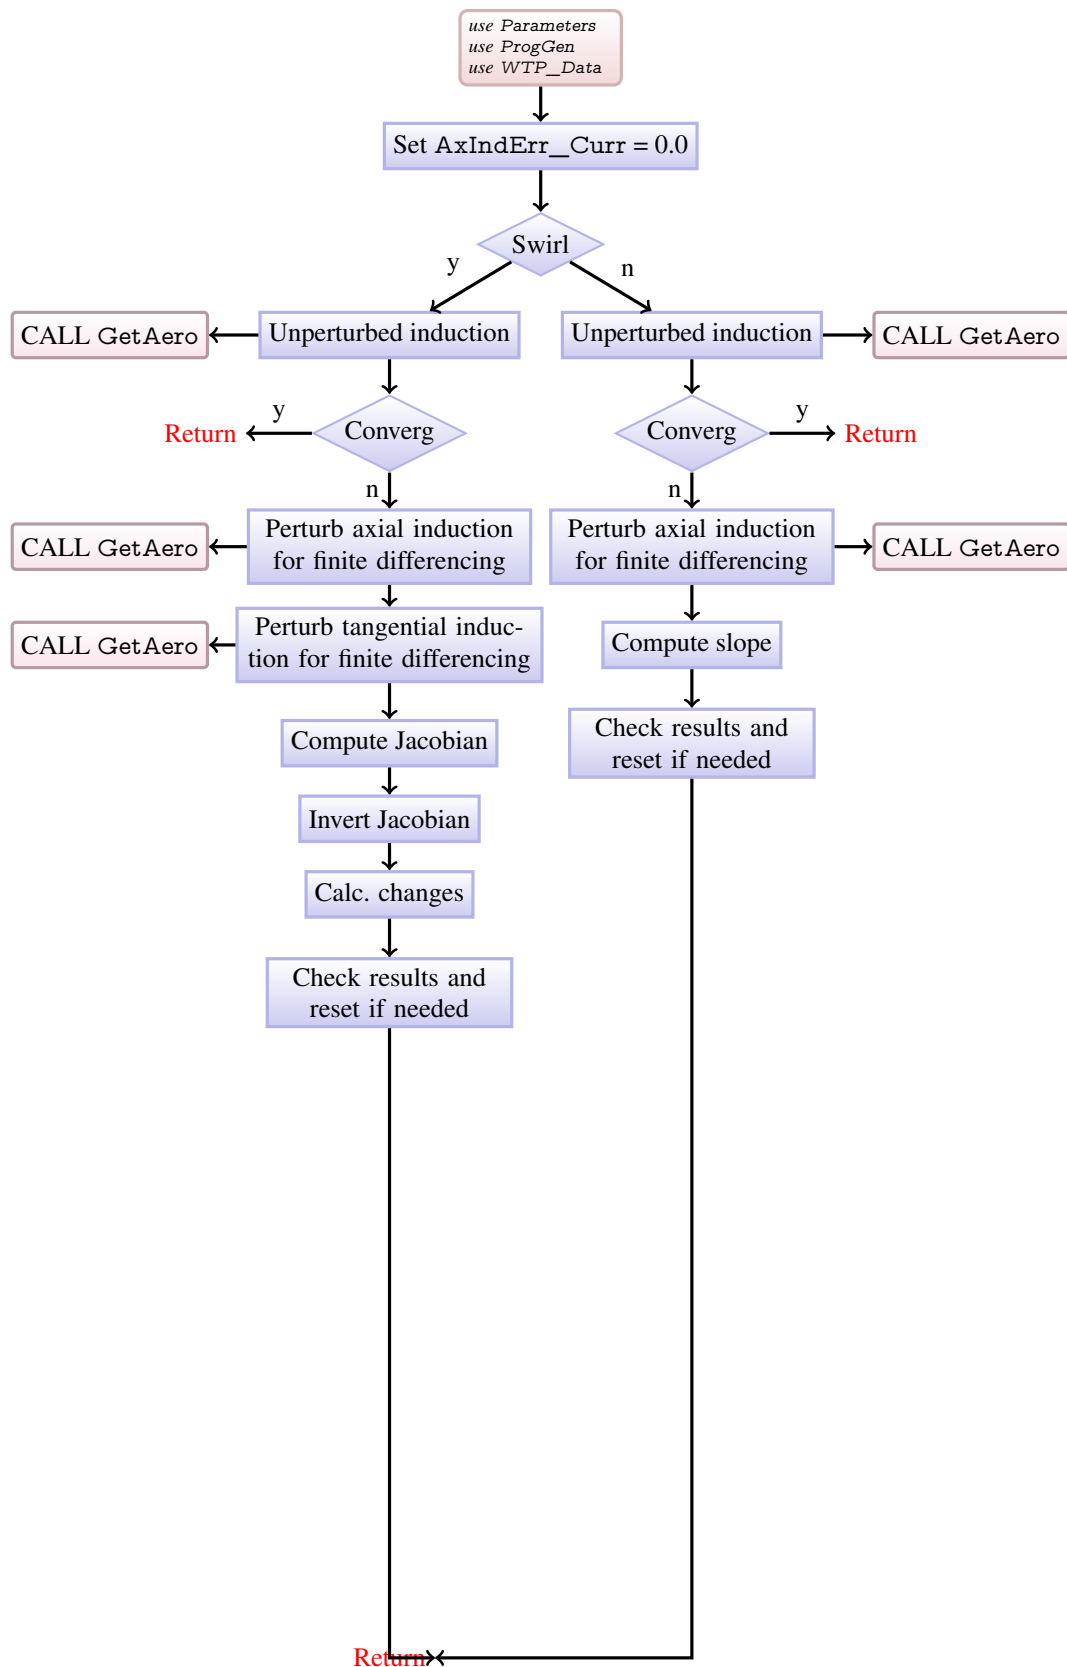 use Parameters
use ProgGen
use WTP_Data
Set AxIndErr_Curr = 0.0
Swirl
y
n
CALL GetAero
Unperturbed induction
Unperturbed induction
CALL GetAero
Return
y
Converg
Converg
y
Return
n
n
CALL GetAero
Perturb axial induction
for finite differencing
Perturb axial induction
for finite differencing
CALL GetAero
CALL GetAero
Perturb tangential induc-
tion for finite differencing
Compute slope
Compute Jacobian
Check results and
reset if needed
Invert Jacobian
Calc. changes
Check results and
reset if needed
Return